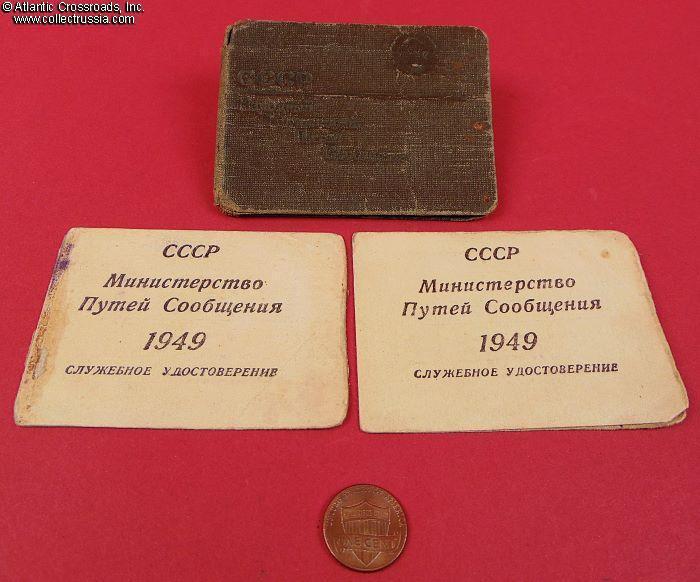 © Atlantic Crossroads, Inc.
www.collectrussia.com
СССР
СССР
Министерство
Путей Сообщения
1949
СЛУЖЕБНОЕ УДОСТОВЕРЕНИЕ
СССР
Министерство
Путей Сообщения
1949
СЛУЖЕБНОЕ УДОСТОВЕРЕНИЕ
ONE CENT